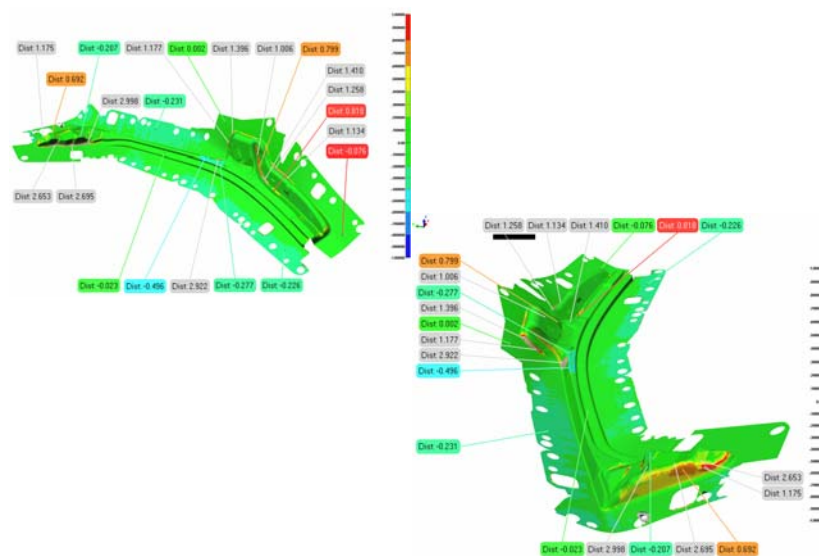 Dist 1.175
Dist -0.207
Dist 1.177
Dist 0.002
Dist 1.396
Dist 1.006
Dist 0.799
Dist 1.410
Dist 1.258
Dist 0.692
Dist 2.998
Dist -0.231
Dist 0.818
Dist 1.134
Dist -0.076
Dist 2.653
Dist 2.695
Dist -0.023
Dist -0.496
Dist 2.922
Dist -0.277
Dist -0.226
Dist 1.258
Dist 1.134
Dist 1.410
Dist -0.076
Dist 0.818
Dist -0.226
Dist 0.799
Dist 1.006
Dist -0.277
Dist 1.396
Dist 0.002
Dist 1.177
Dist 2.922
Dist -0.496
Dist -0.231
Dist 2.653
Dist 1.175
Dist -0.023
Dist 2.998
Dist -0.207
Dist 2.695
Dist 0.692